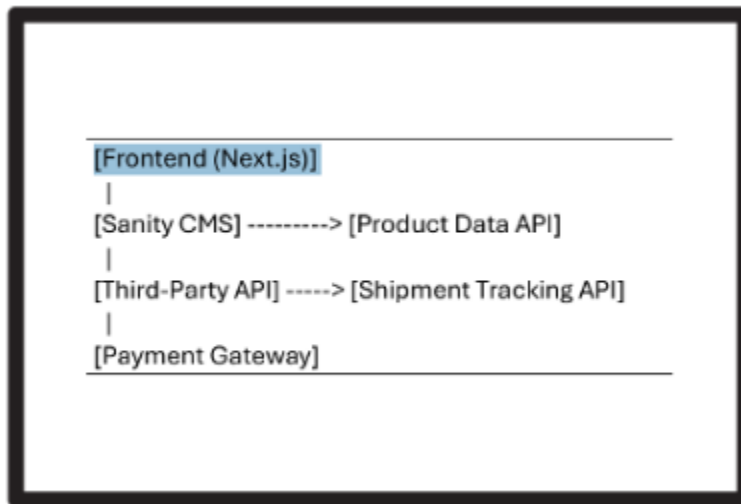 [Frontend (Next.js)]
|
[Sanity CMS] ---------> [Product Data API]
|
[Third-Party API] -----> [Shipment Tracking API]
|
[Payment Gateway]